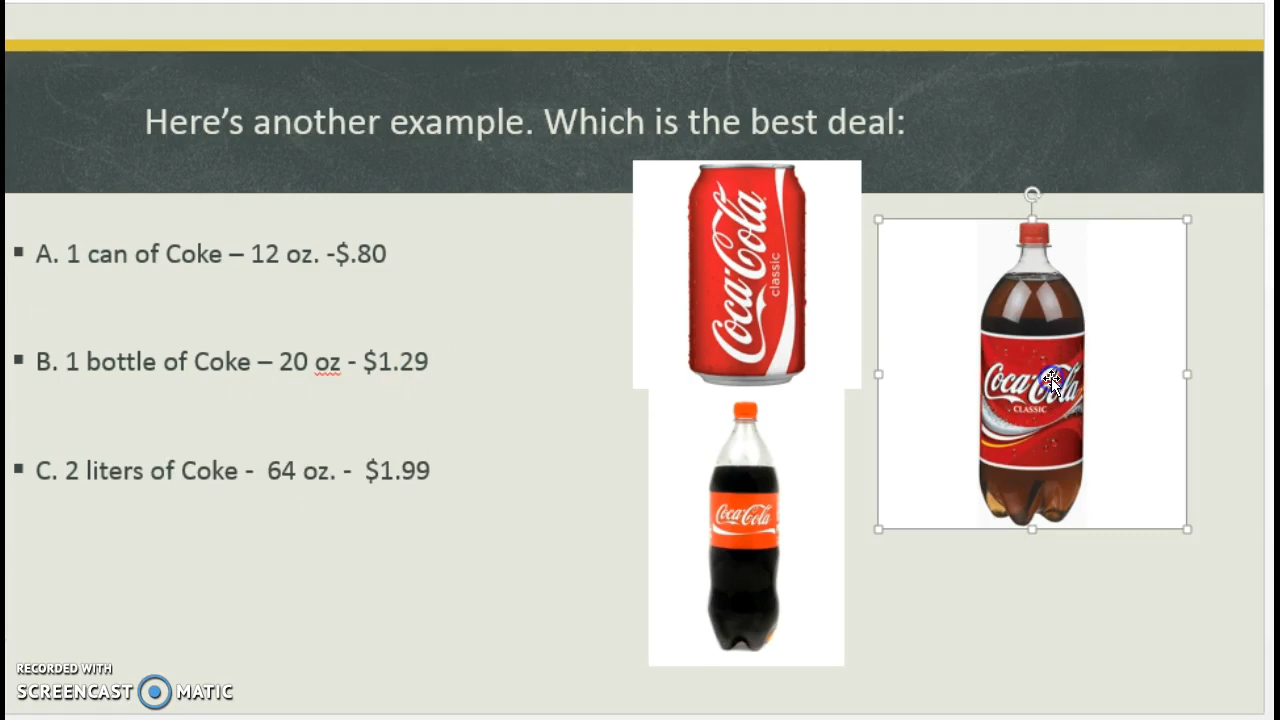 Here's another example. Which is the best deal:
A. 1 can of Coke – 12 oz. -$.80
B. 1 bottle of Coke – 20 oz - $1.29
C. 2 liters of Coke -  64 oz. -  $1.99
Coca-Cola
classic
Coca-Cola
CLASSIC
Coca-Cola
RECORDED WITH
SCREENCAST MATIC